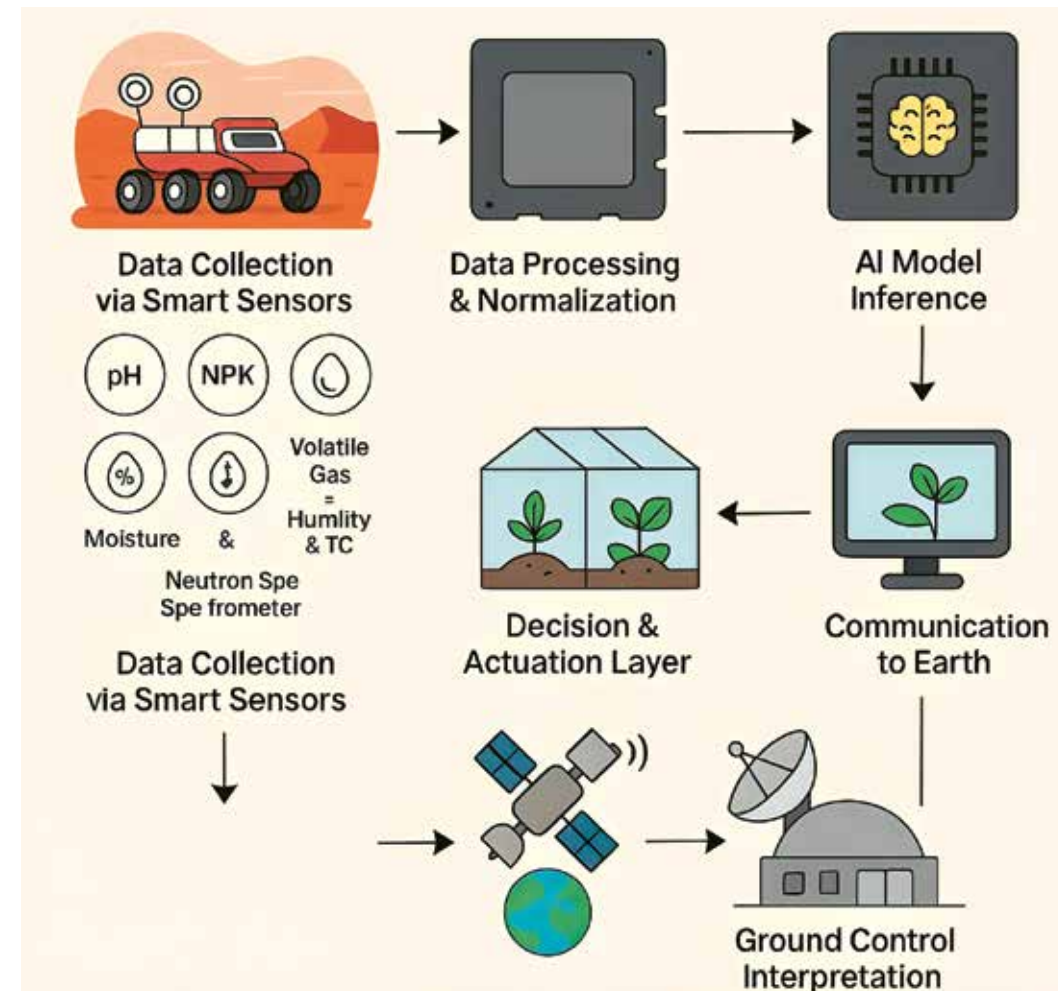 Data Collection
via Smart Sensors
Data Processing
& Normalization
AI Model
Inference
pH
NPK
%
Volatile
Gas
=
Humlity
& TC
Moisture
&
Neutron Spe
Spe frometer
Data Collection
via Smart Sensors
Decision &
Actuation Layer
Communication
to Earth
Ground Control
Interpretation